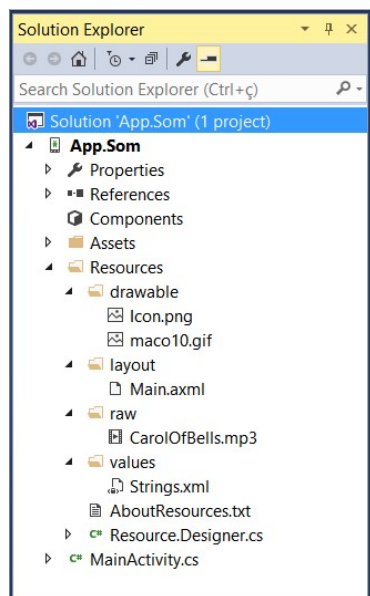 Solution Explorer
Search Solution Explorer (Ctrl+ç)
Solution 'App.Som' (1 project)
App.Som
Properties
References
Components
Assets
Resources
drawable
Icon.png
maco10.gif
layout
Main.axml
raw
CarolOfBells.mp3
values
Strings.xml
AboutResources.txt
C# Resource.Designer.cs
C# MainActivity.cs